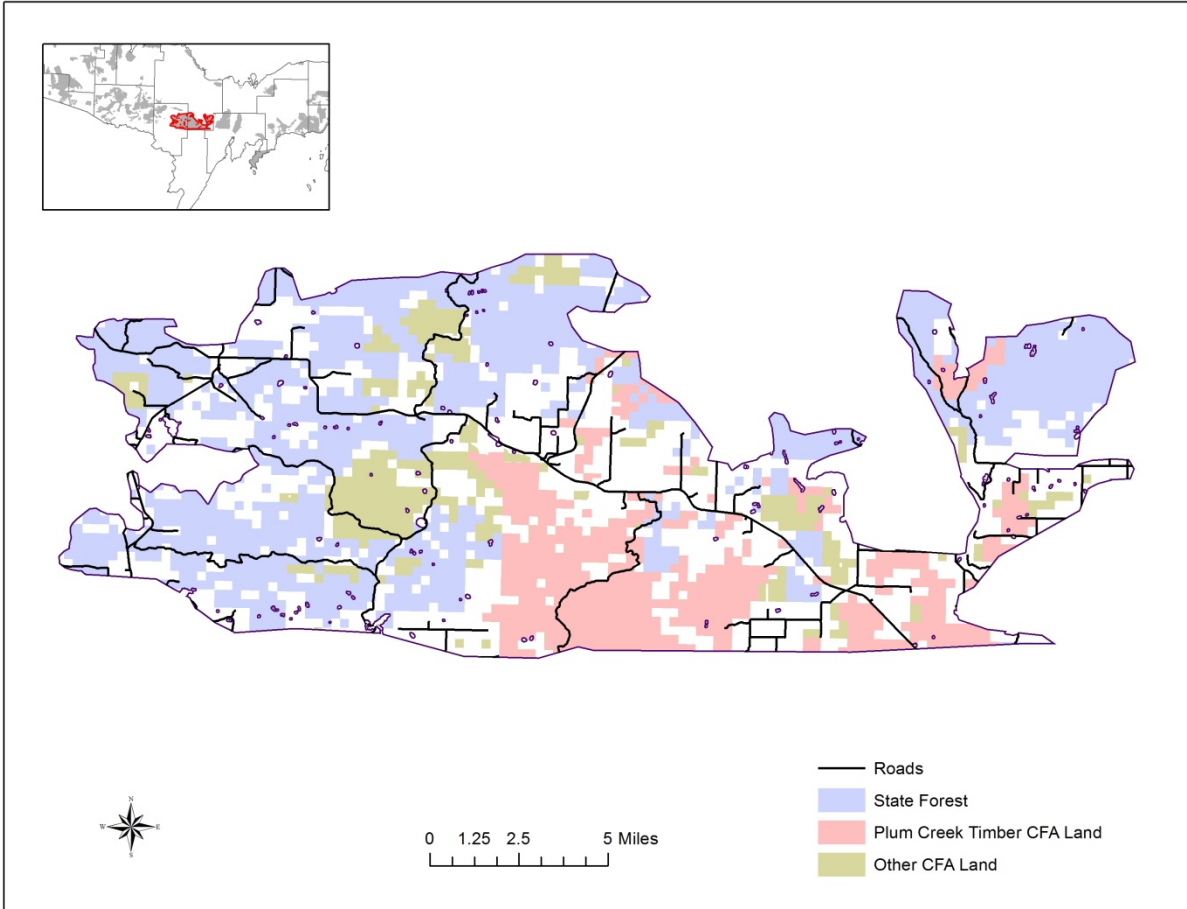 N
W
E
S
0 1.25 2.5 5 Miles
Roads
State Forest
Plum Creek Timber CFA Land
Other CFA Land